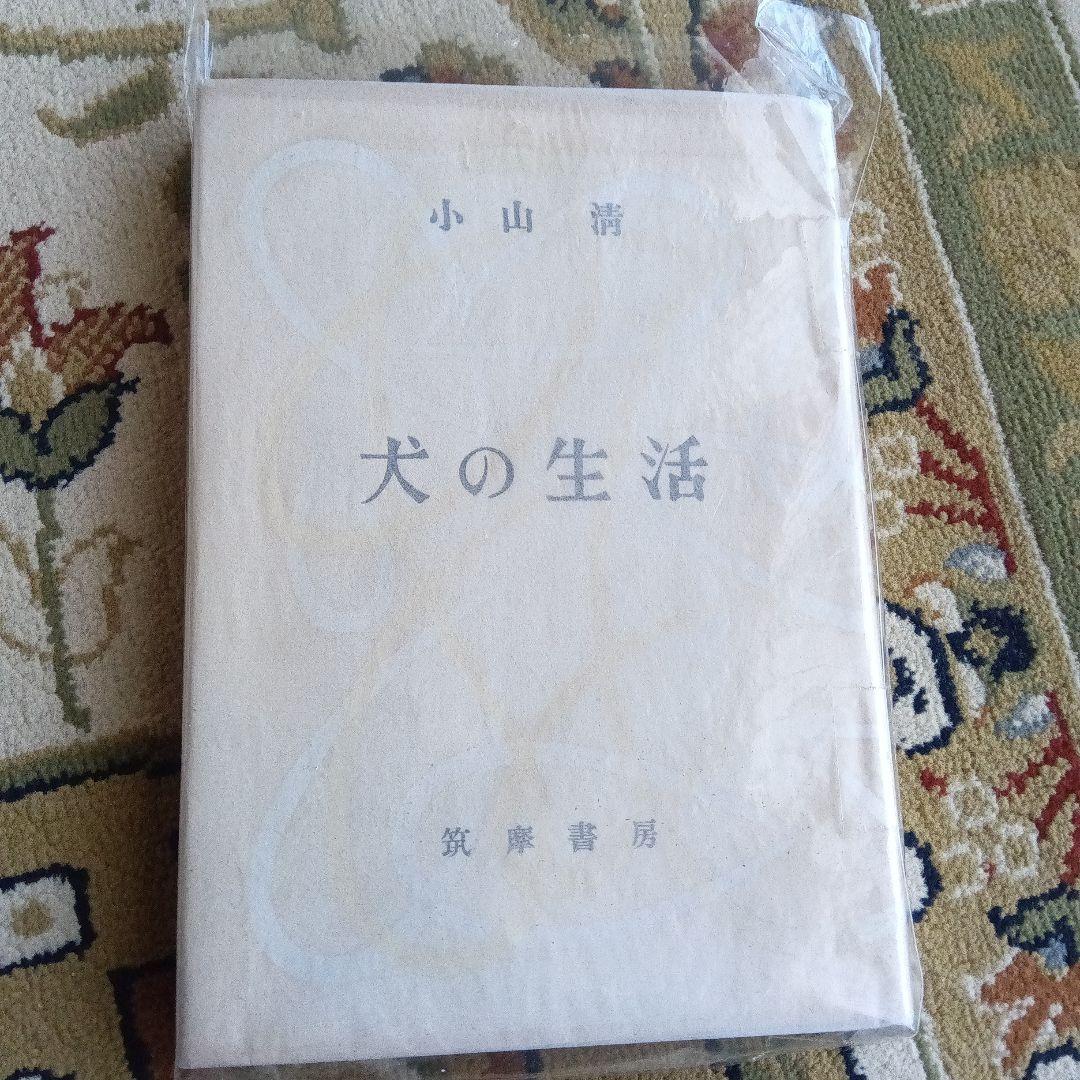 小山 清
犬の生活
筑摩書房